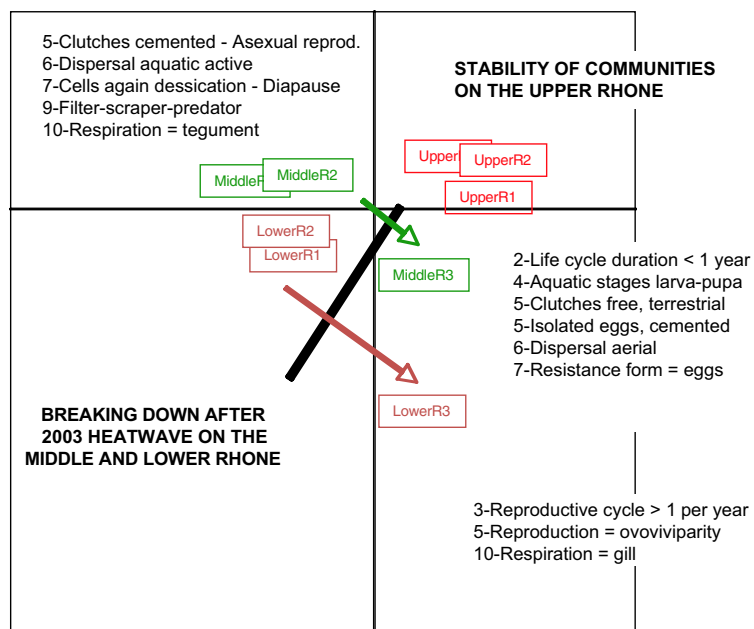 5-Clutches cemented - Asexual reprod.
6-Dispersal aquatic active
7-Cells again dessication - Diapause
9-Filter-scraper-predator
10-Respiration = tegument
STABILITY OF COMMUNITIES
ON THE UPPER RHONE
UpperR2
UpperR1
MiddleR2
LowerR2
LowerR1
MiddleR3
LowerR3
2-Life cycle duration < 1 year
4-Aquatic stages larva-pupa
5-Clutches free, terrestrial
5-Isolated eggs, cemented
6-Dispersal aerial
7-Resistance form = eggs
BREAKING DOWN AFTER
2003 HEATWAVE ON THE
MIDDLE AND LOWER RHONE
3-Reproductive cycle > 1 per year
5-Reproduction = ovoviviparity
10-Respiration = gill